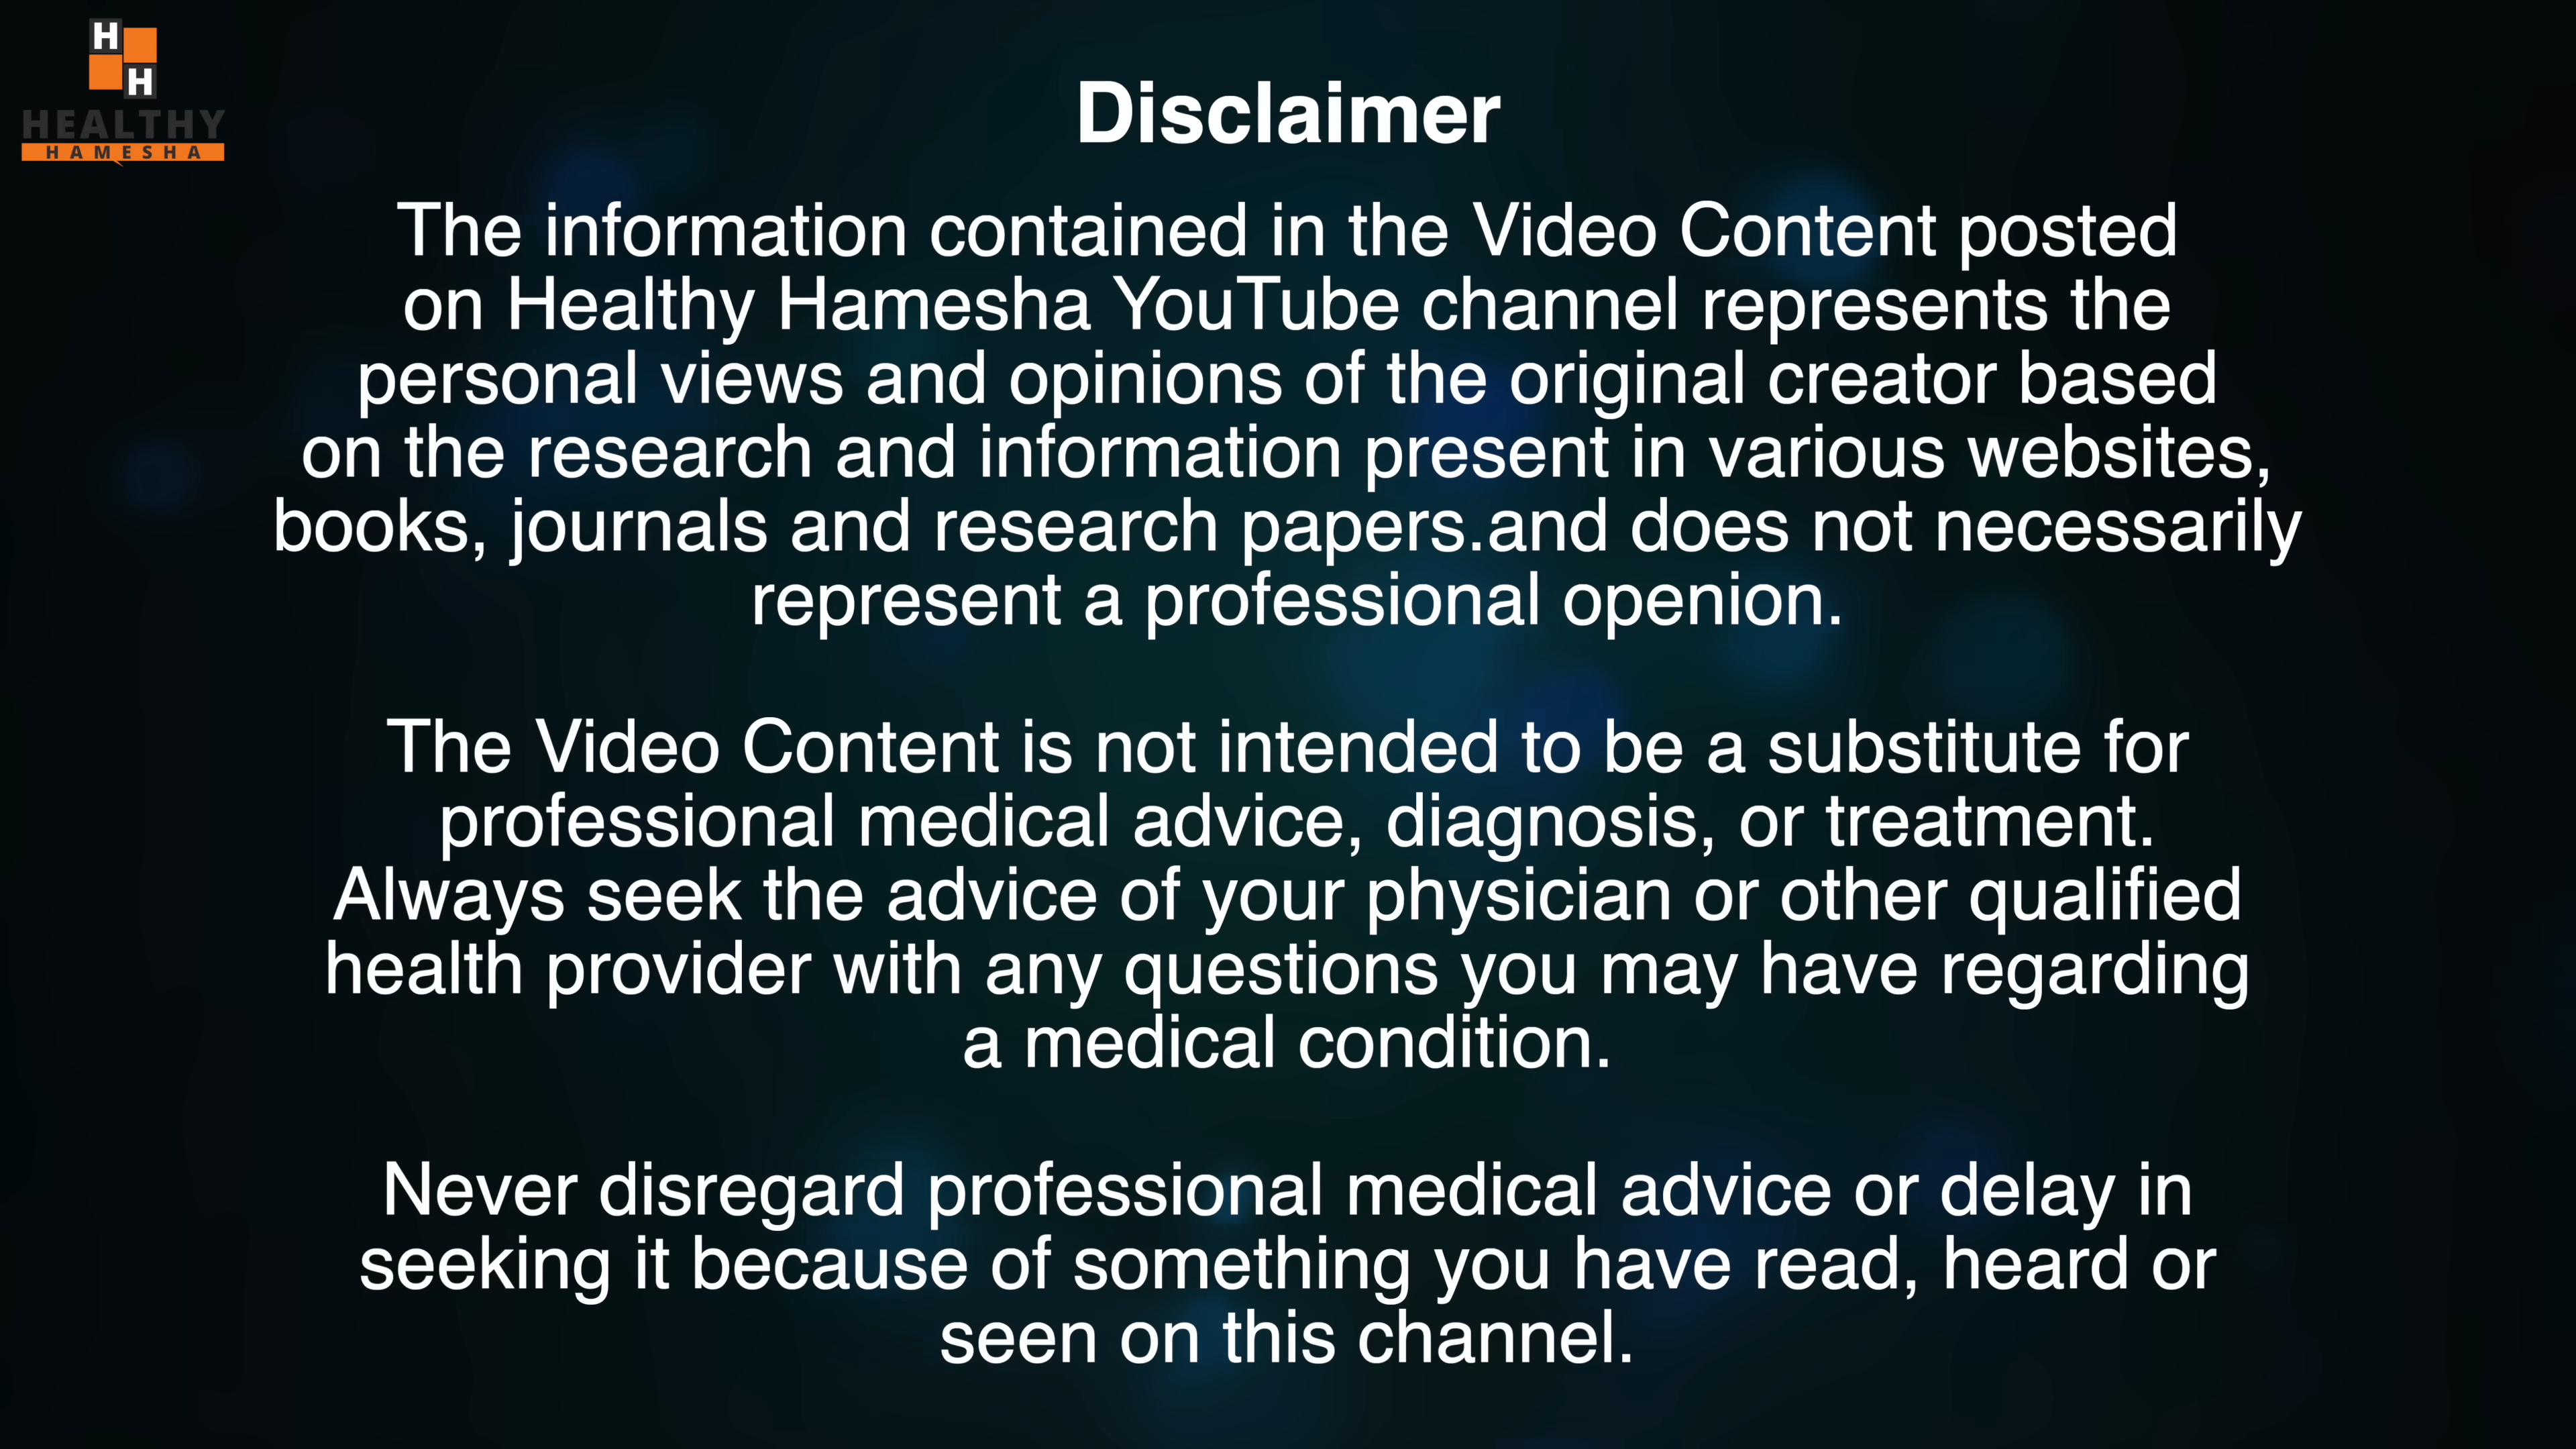 H
H
HEALTHY
HAMESHA
Disclaimer
The information contained in the Video Content posted
on Healthy Hamesha YouTube channel represents the
personal views and opinions of the original creator based
on the research and information present in various websites,
books, journals and research papers.and does not necessarily
represent a professional openion.
The Video Content is not intended to be a substitute for
professional medical advice, diagnosis, or treatment.
Always seek the advice of your physician or other qualified
health provider with any questions you may have regarding
a medical condition.
Never disregard professional medical advice or delay in
seeking it because of something you have read, heard or
seen on this channel.